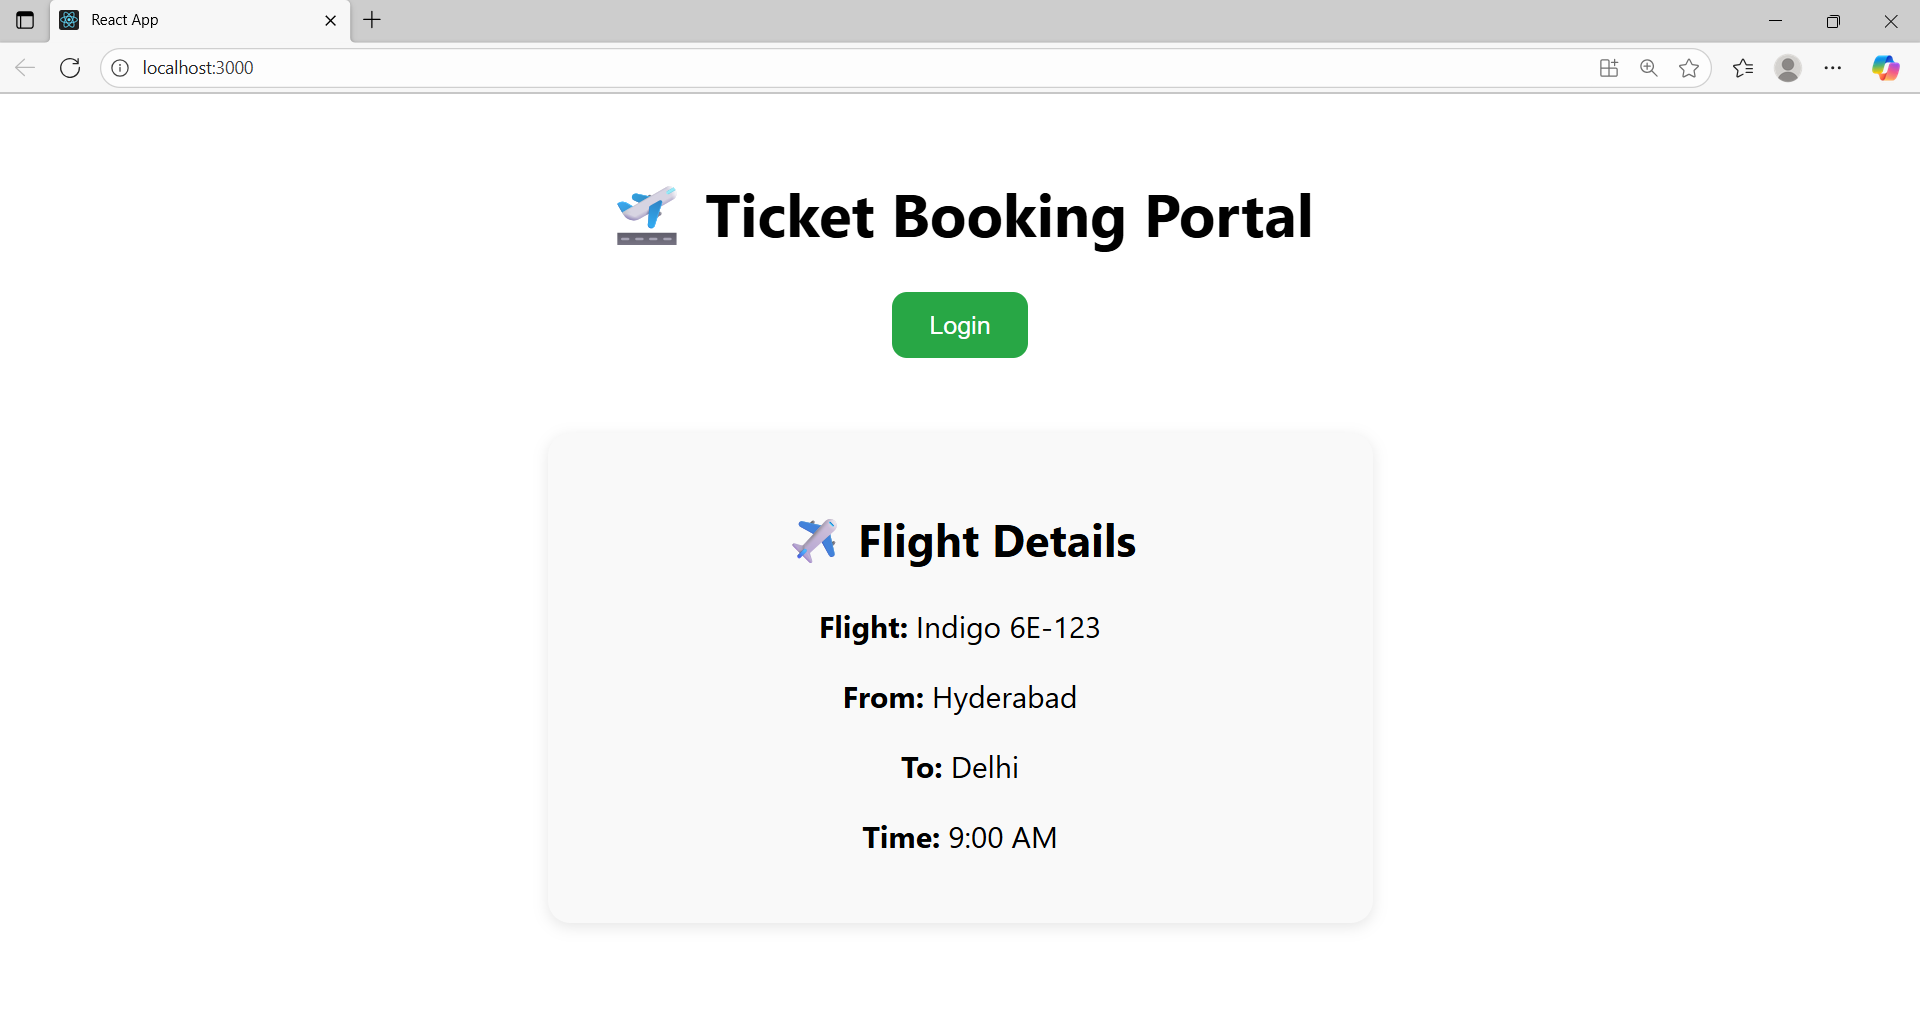 React App
localhost:3000
Ticket Booking Portal
Login
Flight Details
Flight: Indigo 6E-123
From: Hyderabad
To: Delhi
Time: 9:00 AM